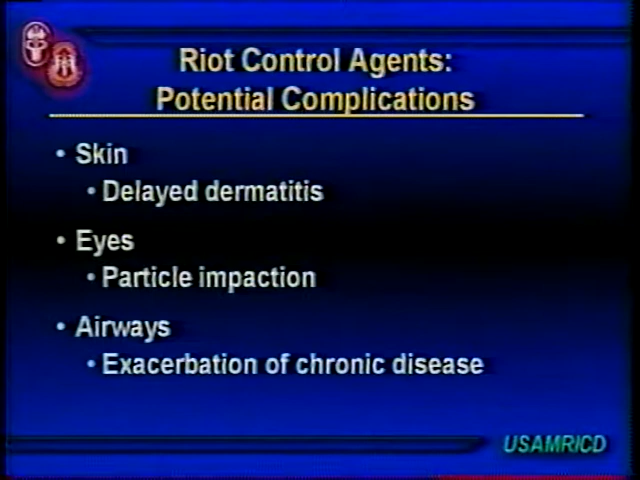 Riot Control Agents:
Potential Complications
• Skin
• Delayed dermatitis
• Eyes
• Particle impaction
• Airways
• Exacerbation of chronic disease
USAMRICD